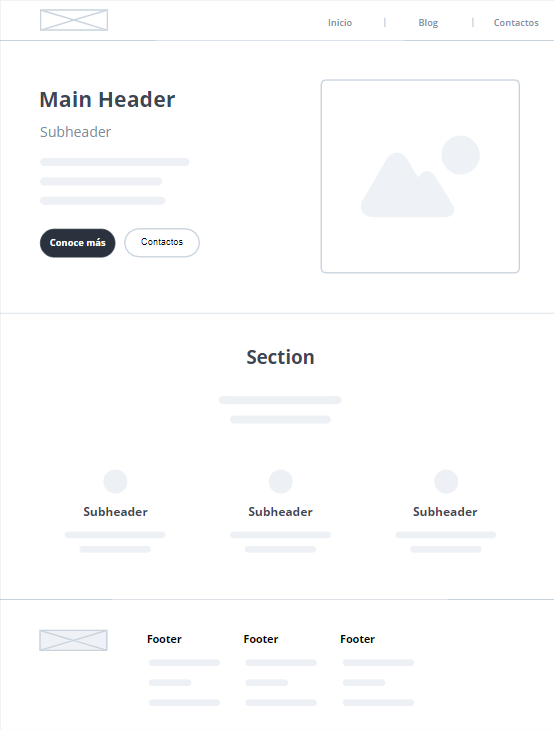 Inicio | Blog | Contactos
Main Header
Subheader
Conoce más
Contactos
Section
Subheader
Subheader
Subheader
Footer
Footer
Footer